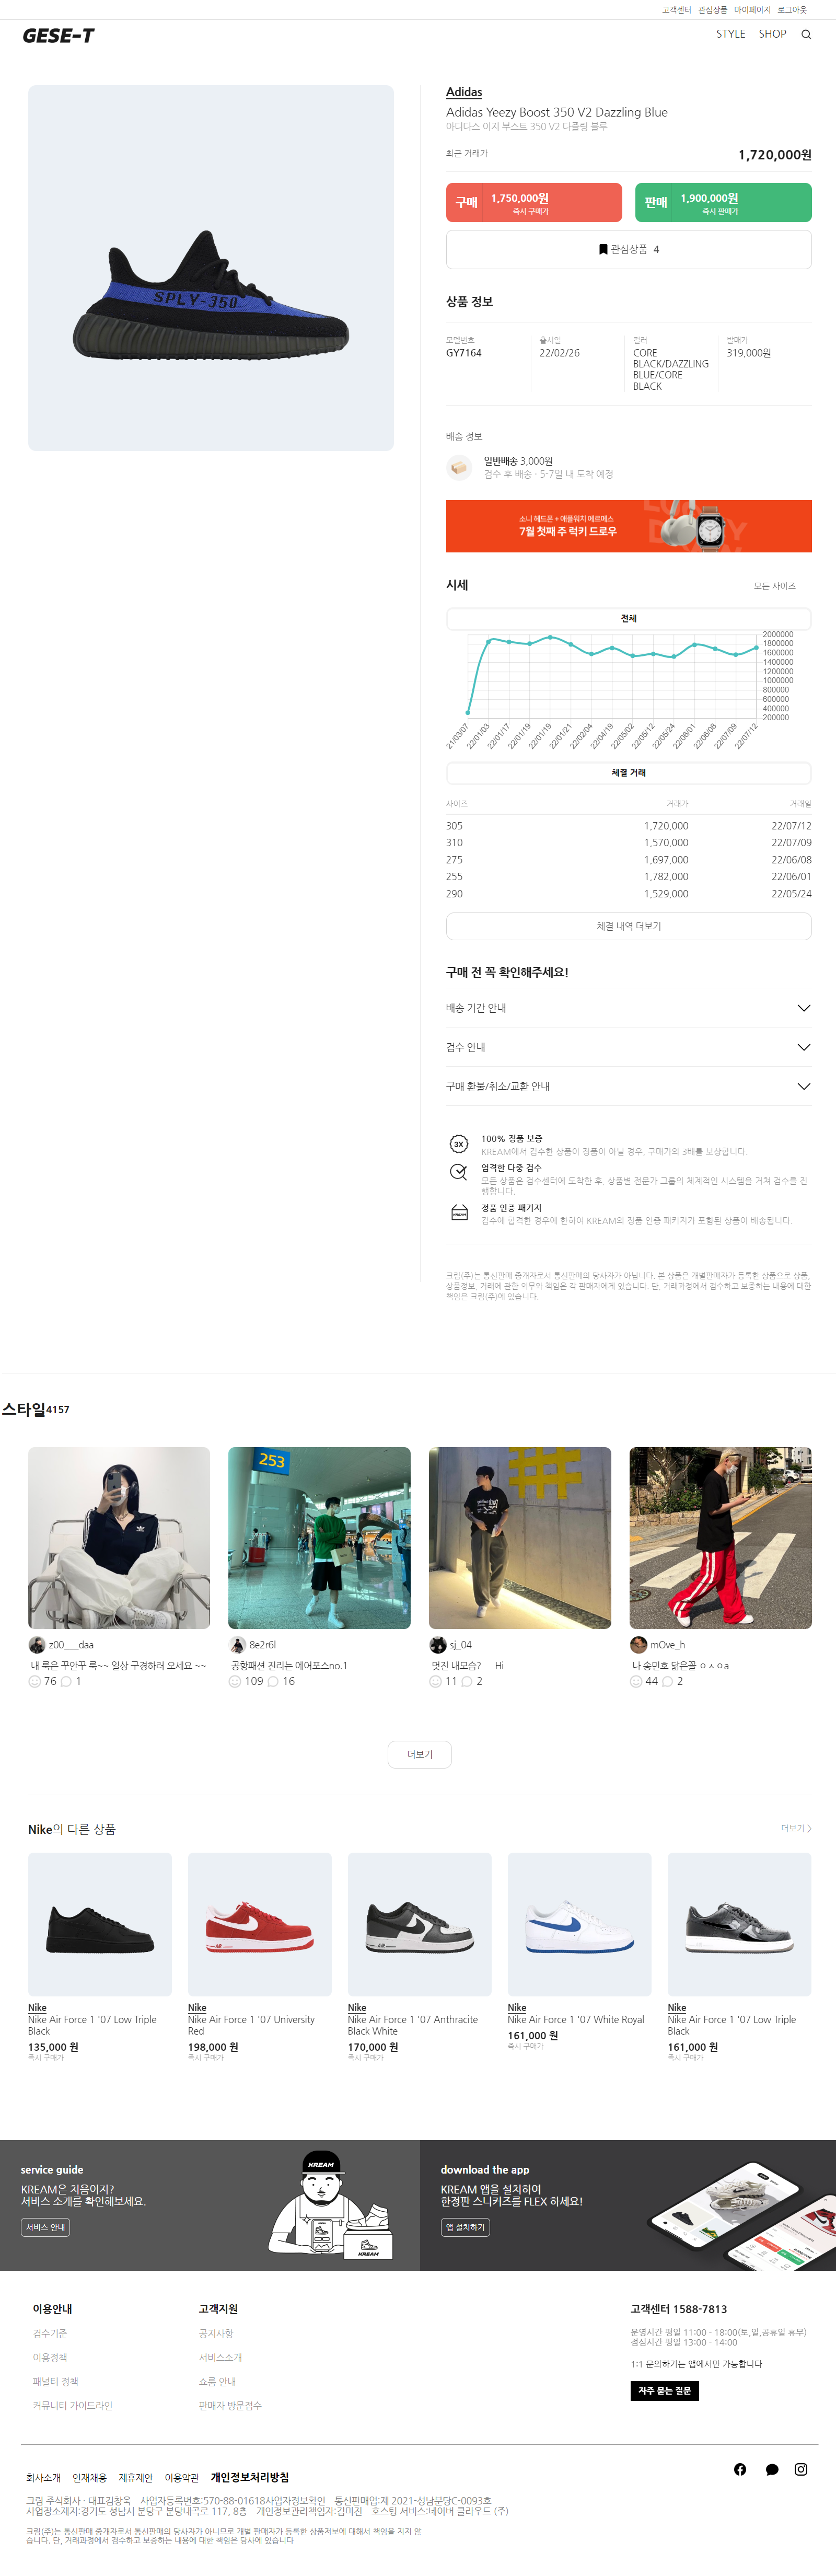 고객센터 관심상품 마이페이지 로그아웃
GESE-T
STYLE SHOP
Adidas
Adidas Yeezy Boost 350 V2 Dazzling Blue
아디다스 이지 부스트 350 V2 다즐링 블루
최근 거래가 1,720,000원
구매 1,750,000원
즉시 구매가
판매 1,900,000원
즉시 판매가
관심상품 4
SPLY-350
상품 정보
모델번호
GY7164
출시일
22/02/26
컬러
CORE
BLACK/DAZZLING
BLUE/CORE
BLACK
발매가
319,000원
배송 정보
일반배송 3,000원
검수 후 배송 · 5-7일 내 도착 예정
소니 헤드폰 + 애플워치 에르메스
7월 첫째 주 럭키 드로우
시세 모든 사이즈
전체
2000000
1800000
1600000
1400000
1200000
1000000
800000
600000
400000
200000
21/03/07 22/01/03 22/01/17 22/01/19 22/01/19 22/01/21 22/02/04 22/04/19 22/05/02 22/05/12 22/05/24 22/06/01 22/06/08 22/07/09 22/07/12
체결 거래
사이즈 거래가 거래일
305 1,720,000 22/07/12
310 1,570,000 22/07/09
275 1,697,000 22/06/08
255 1,782,000 22/06/01
290 1,529,000 22/05/24
체결 내역 더보기
구매 전 꼭 확인해주세요!
배송 기간 안내
검수 안내
구매 환불/취소/교환 안내
3X
100% 정품 보증
KREAM에서 검수한 상품이 정품이 아닐 경우, 구매가의 3배를 보상합니다.
엄격한 다중 검수
모든 상품은 검수센터에 도착한 후, 상품별 전문가 그룹의 체계적인 시스템을 거쳐 검수를 진
행합니다.
정품 인증 패키지
검수에 합격한 경우에 한하여 KREAM의 정품 인증 패키지가 포함된 상품이 배송됩니다.
크림(주)는 통신판매 중개자로서 통신판매의 당사자가 아닙니다. 본 상품은 개별판매자가 등록한 상품으로 상품,
상품정보, 거래에 관한 의무와 책임은 각 판매자에게 있습니다. 단, 거래과정에서 검수하고 보증하는 내용에 대한
책임은 크림(주)에 있습니다.
스타일4157
253
z00___daa
내 룩은 꾸안꾸 룩~~ 일상 구경하러 오세요 ~~
76 1
8e2r6l
공항패션 진리는 에어포스no.1
109 16
sj_04
멋진 내모습? Hi
11 2
mOve_h
나 송민호 닮은꼴 ㅇㅅㅇa
44 2
더보기
Nike의 다른 상품 더보기 >
Nike
Nike Air Force 1 '07 Low Triple
Black
135,000 원
즉시 구매가
Nike
Nike Air Force 1 '07 University
Red
198,000 원
즉시 구매가
Nike
Nike Air Force 1 '07 Anthracite
Black White
170,000 원
즉시 구매가
Nike
Nike Air Force 1 '07 White Royal
161,000 원
즉시 구매가
Nike
Nike Air Force 1 '07 Low Triple
Black
161,000 원
즉시 구매가
service guide
KREAM은 처음이지?
서비스 소개를 확인해보세요.
서비스 안내
KREAM
KREAM
download the app
KREAM 앱을 설치하여
한정판 스니커즈를 FLEX 하세요!
앱 설치하기
이용안내
검수기준
이용정책
패널티 정책
커뮤니티 가이드라인
고객지원
공지사항
서비스소개
쇼룸 안내
판매자 방문접수
고객센터 1588-7813
운영시간 평일 11:00 - 18:00(토,일,공휴일 휴무)
점심시간 평일 13:00 - 14:00
1:1 문의하기는 앱에서만 가능합니다
자주 묻는 질문
회사소개 인재채용 제휴제안 이용약관 개인정보처리방침
크림 주식회사 · 대표김창욱 사업자등록번호:570-88-01618사업자정보확인 통신판매업:제 2021-성남분당C-0093호
사업장소재지:경기도 성남시 분당구 분당내곡로 117, 8층 개인정보관리책임자:김미진 호스팅 서비스:네이버 클라우드 (주)
크림(주)는 통신판매 중개자로서 통신판매의 당사자가 아니므로 개별 판매자가 등록한 상품저보에 대해서 책임을 지지 않
습니다. 단, 거래과정에서 검수하고 보증하는 내용에 대한 책임은 당사에 있습니다